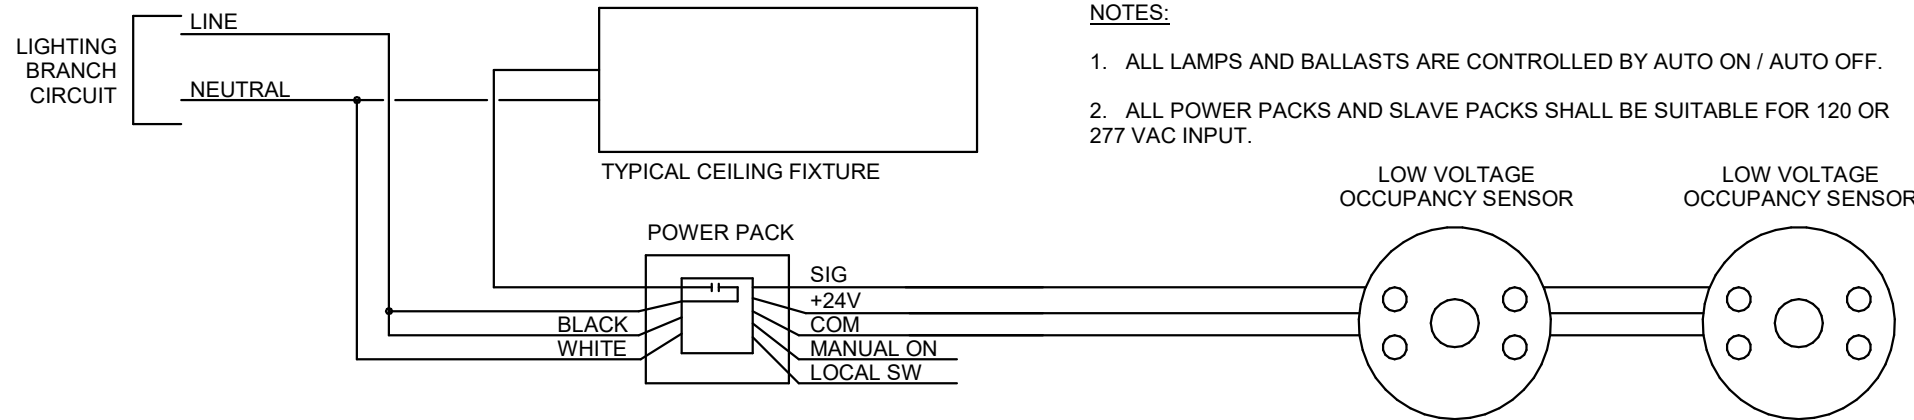 LINE
LIGHTING
BRANCH
CIRCUIT
NEUTRAL
TYPICAL CEILING FIXTURE
NOTES:
1. ALL LAMPS AND BALLASTS ARE CONTROLLED BY AUTO ON / AUTO OFF.
2. ALL POWER PACKS AND SLAVE PACKS SHALL BE SUITABLE FOR 120 OR
277 VAC INPUT.
LOW VOLTAGE
OCCUPANCY SENSOR
LOW VOLTAGE
OCCUPANCY SENSOR
POWER PACK
SIG
+24V
COM
MANUAL ON
LOCAL SW
BLACK
WHITE